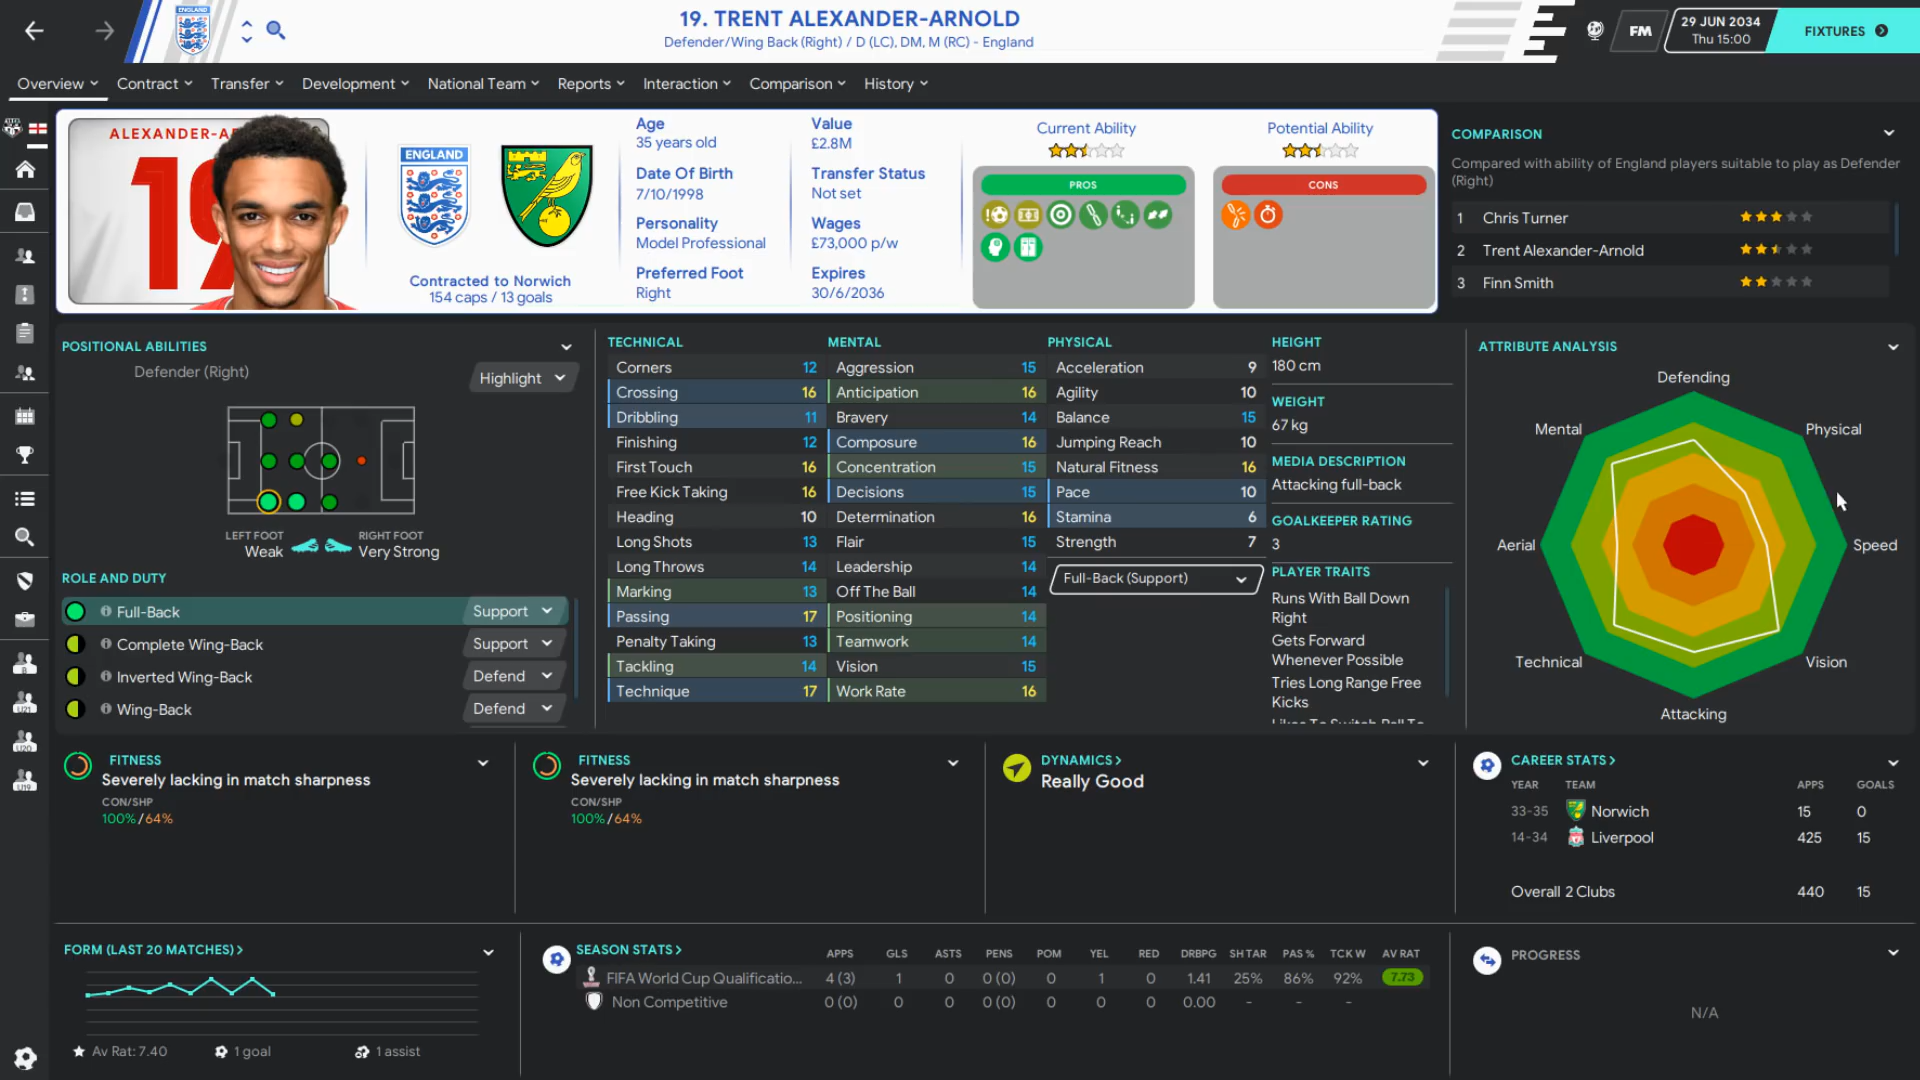 19. TRENT ALEXANDER-ARNOLD
Defender/Wing Back (Right) / D (LC), DM, M (RC) - England
FM
29 JUN 2034
Thu 15:00
FIXTURES
Overview
Contract
Transfer
Development
National Team
Reports
Interaction
Comparison
History
ALEXANDER-A
19
ENGLAND
ENGLAND
Contracted to Norwich
154 caps / 13 goals
Age
35 years old
Date Of Birth
7/10/1998
Personality
Model Professional
Preferred Foot
Right
Value
£2.8M
Transfer Status
Not set
Wages
£73,000 p/w
Expires
30/6/2036
Current Ability
PROS
Potential Ability
CONS
COMPARISON
Compared with ability of England players suitable to play as Defender
(Right)
1 Chris Turner
2 Trent Alexander-Arnold
3 Finn Smith
POSITIONAL ABILITIES
Defender (Right)
Highlight
LEFT FOOT
Weak
RIGHT FOOT
Very Strong
ROLE AND DUTY
Full-Back Support
Complete Wing-Back Support
Inverted Wing-Back Defend
Wing-Back Defend
TECHNICAL
Corners 12
Crossing 16
Dribbling 11
Finishing 12
First Touch 16
Free Kick Taking 16
Heading 10
Long Shots 13
Long Throws 14
Marking 13
Passing 17
Penalty Taking 13
Tackling 14
Technique 17
MENTAL
Aggression 15
Anticipation 16
Bravery 14
Composure 16
Concentration 15
Decisions 15
Determination 16
Flair 15
Leadership 14
Off The Ball 14
Positioning 14
Teamwork 14
Vision 15
Work Rate 16
PHYSICAL
Acceleration 9
Agility 10
Balance 15
Jumping Reach 10
Natural Fitness 16
Pace 10
Stamina 6
Strength 7
Full-Back (Support)
HEIGHT
180 cm
WEIGHT
67 kg
MEDIA DESCRIPTION
Attacking full-back
GOALKEEPER RATING
3
PLAYER TRAITS
Runs With Ball Down
Right
Gets Forward
Whenever Possible
Tries Long Range Free
Kicks
Likes To Switch Ball To
ATTRIBUTE ANALYSIS
Defending
Mental
Physical
Aerial
Speed
Technical
Vision
Attacking
FITNESS
Severely lacking in match sharpness
CON/SHP
100%/64%
FITNESS
Severely lacking in match sharpness
CON/SHP
100%/64%
DYNAMICS>
Really Good
CAREER STATS>
YEAR TEAM APPS GOALS
33-35 Norwich 15 0
14-34 Liverpool 425 15
Overall 2 Clubs 440 15
FORM (LAST 20 MATCHES)>
Av Rat: 7.40
1 goal
1 assist
SEASON STATS>
APPS GLS ASTS PENS POM YEL RED DRBPG SH TAR PAS % TCK W AV RAT
FIFA World Cup Qualificatio... 4 (3) 1 0 0 (0) 0 1 0 1.41 25% 86% 92% 7.73
Non Competitive 0 (0) 0 0 0 (0) 0 0 0 0.00 - - -
PROGRESS
N/A
U21
U20
U19